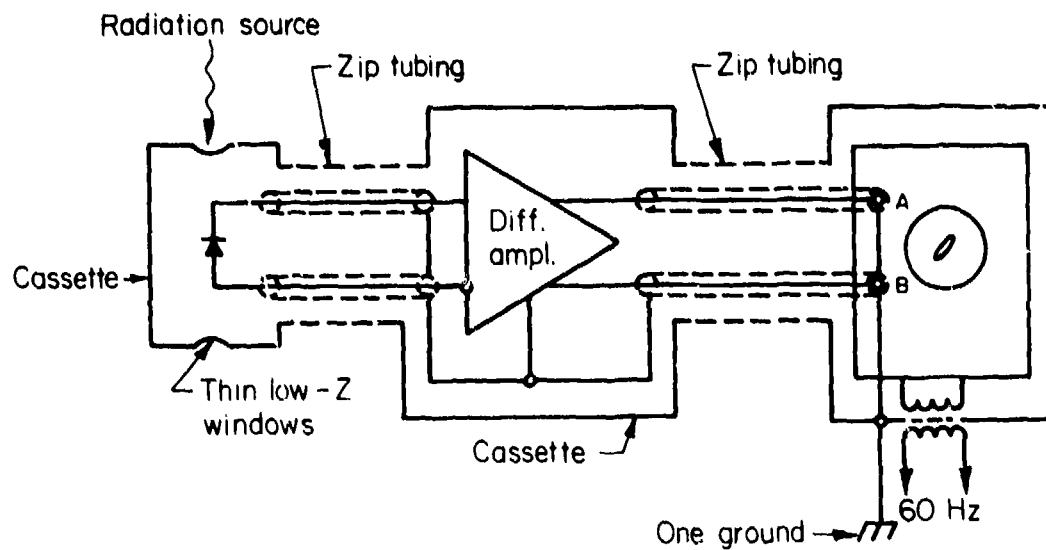 Radiation source
Zip tubing
Zip tubing
Diff.
ampl.
A
B
Cassette
Thin low-Z
windows
Cassette
60 Hz
One ground